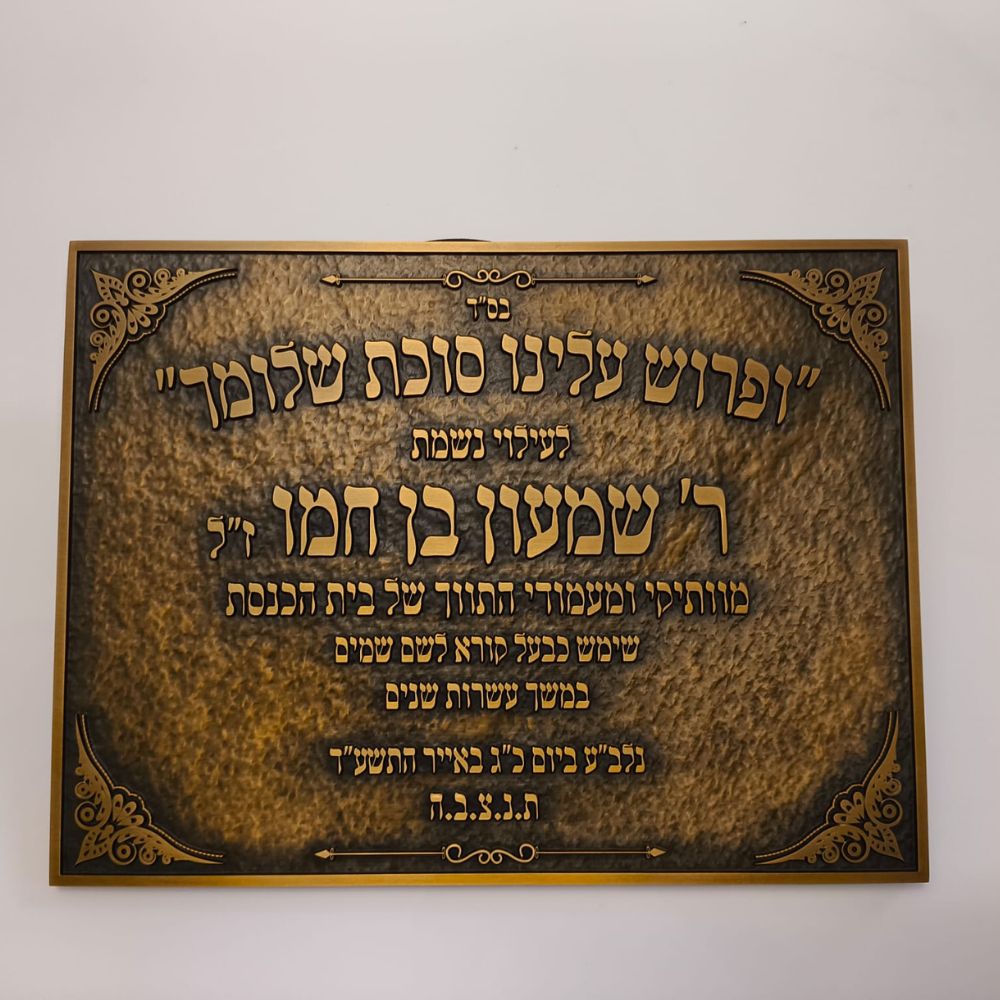 בס"ד
"ופרוש עלינו סוכת שלומך"
לעילוי נשמת
ר' שמעון בן חמו ז"ל
מוותיקי ומעמודי התווך של בית הכנסת
שימש כבעל קורא לשם שמים
במשך עשרות שנים
נלב"ע ביום כ"ג באייר התשע"ד
ת.נ.צ.ב.ה